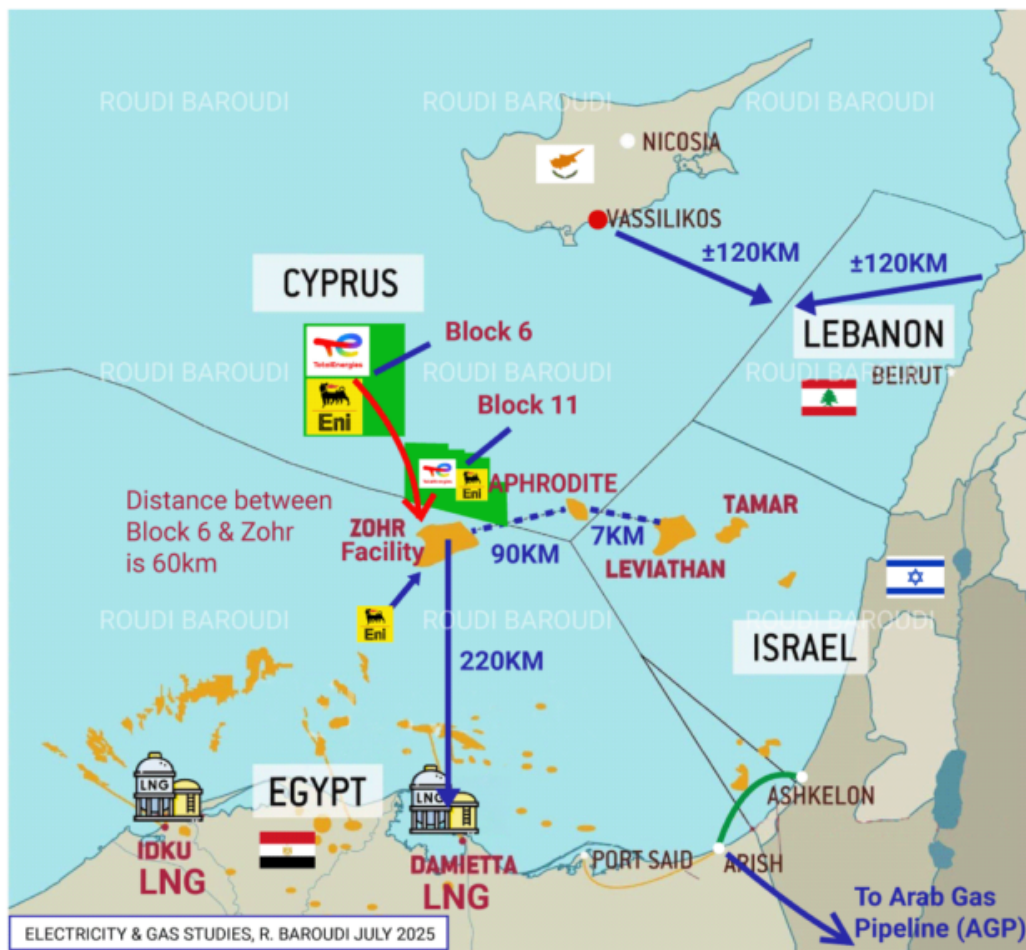 ROUDI BAROUDI
ROUDI BAROUDI
ROUDI BAROUDI
NICOSIA
VASSILIKOS
±120KM
±120KM
CYPRUS
LEBANON
TotalEnergies
Eni
Block 6
ROUDI BAROUDI
ROUDI BAROUDI
ROUDI BAROUDI
BEIRUT
Block 11
TotalEnergies
Eni
APHRODITE
Distance between
Block 6 & Zohr
is 60km
ZOHR
Facility
90KM
7KM
TAMAR
LEVIATHAN
ROUDI BAROUDI
ROUDI BAROUDI
ROUDI BAROUDI
Eni
220KM
ISRAEL
LNG
EGYPT
LNG
ASHKELON
IDKU
LNG
DAMIETTA
LNG
PORT SAID
ARISH
To Arab Gas
Pipeline (AGP)
ELECTRICITY & GAS STUDIES, R. BAROUDI JULY 2025